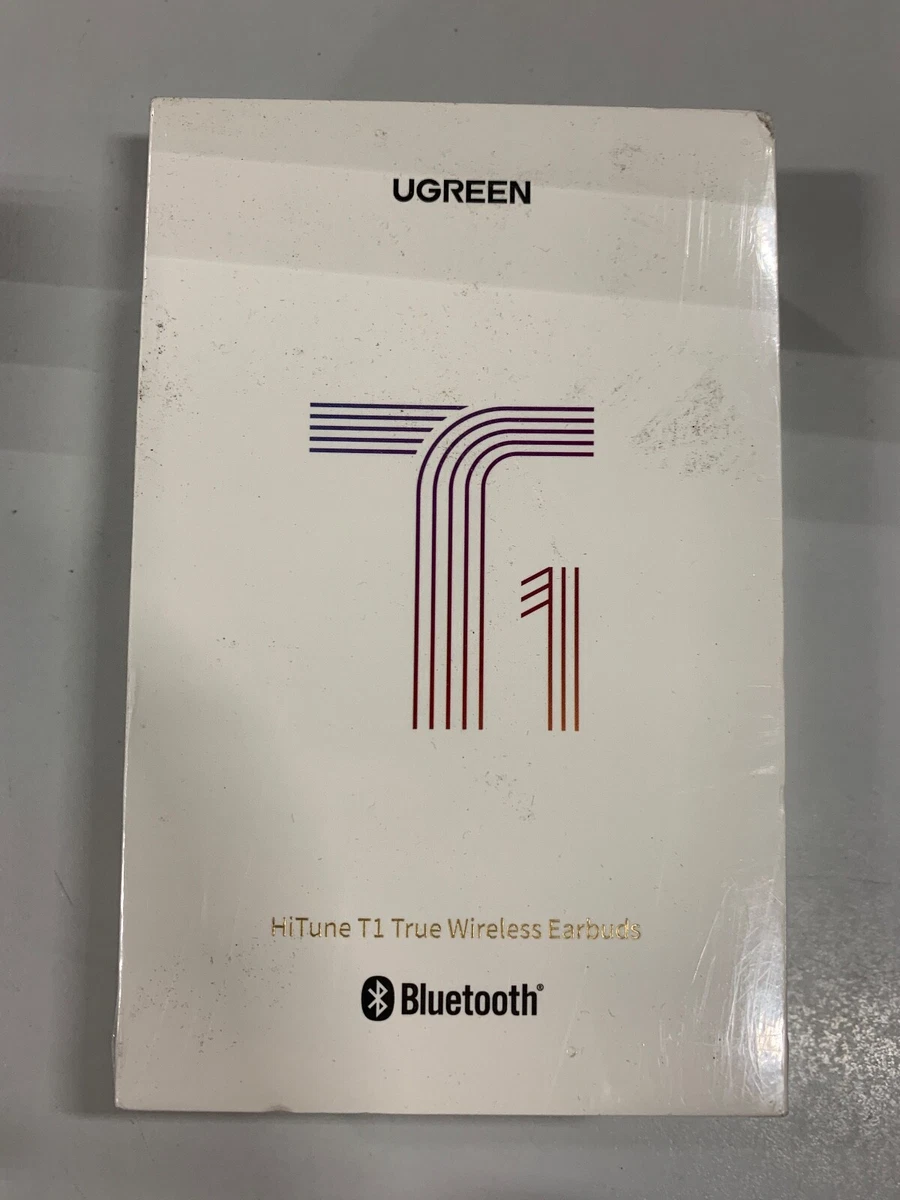 UGREEN
T1
HiTune T1 True Wireless Earbuds
Bluetooth®